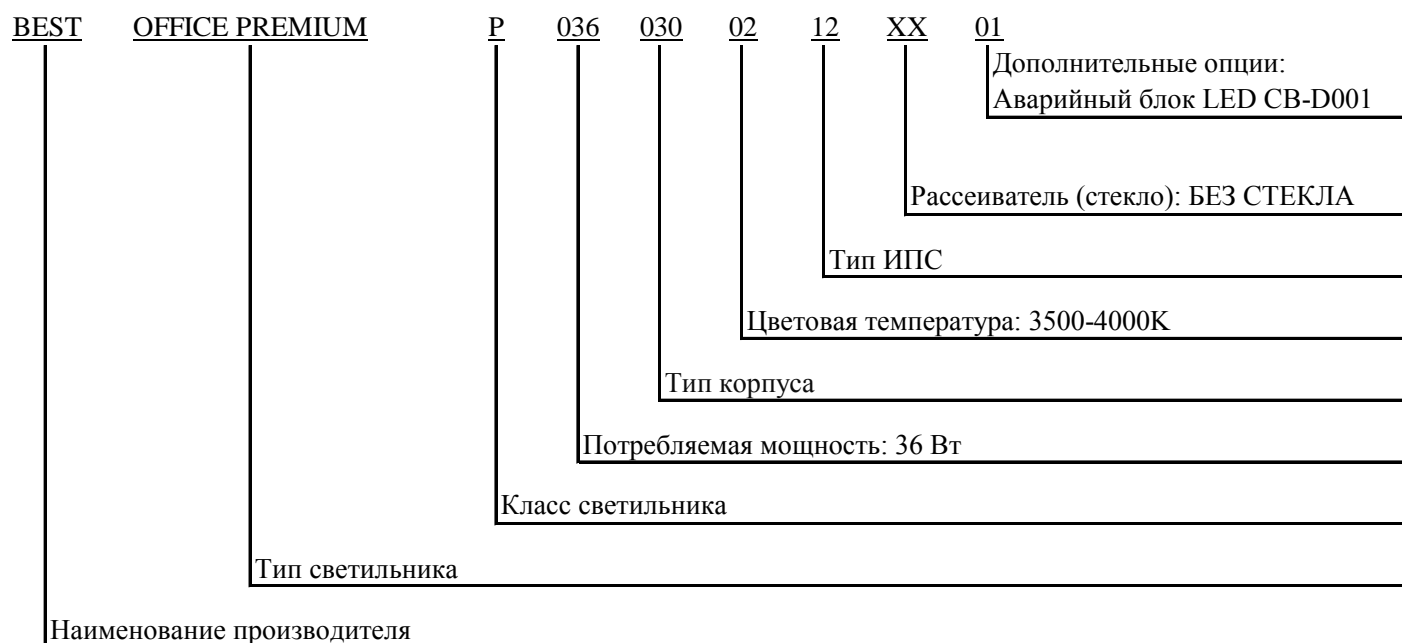 BEST OFFICE PREMIUM P 036 030 02 12 XX 01
Дополнительные опции:
Аварийный блок LED CB-D001
Рассеиватель (стекло): БЕЗ СТЕКЛА
Тип ИПС
Цветовая температура: 3500-4000K
Тип корпуса
Потребляемая мощность: 36 Вт
Класс светильника
Тип светильника
Наименование производителя